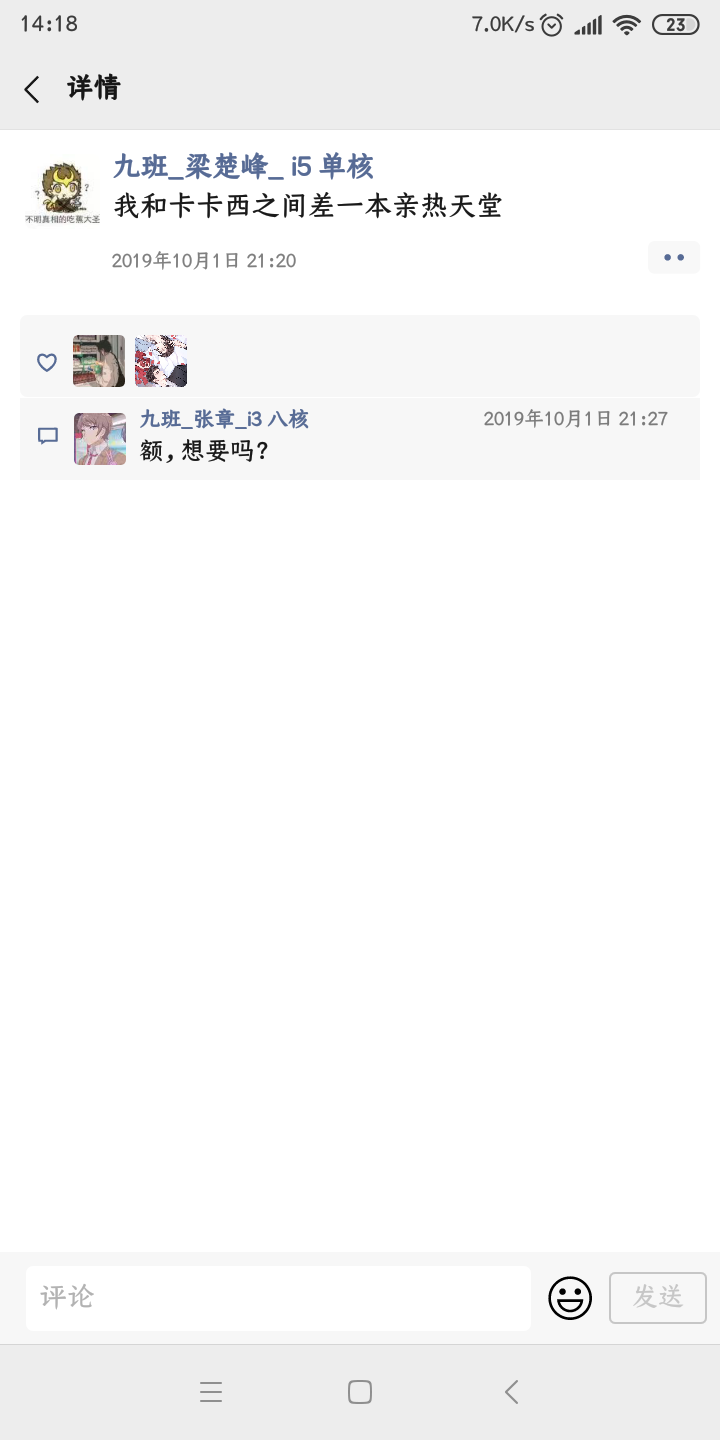 14:18
7.0K/s
23
详情
九班_梁楚峰_ i5 单核
我和卡卡西之间差一本亲热天堂
不明真相的吃蕉大圣
2019年10月1日 21:20
九班_张章_i3 八核
2019年10月1日 21:27
额,想要吗?
评论
发送